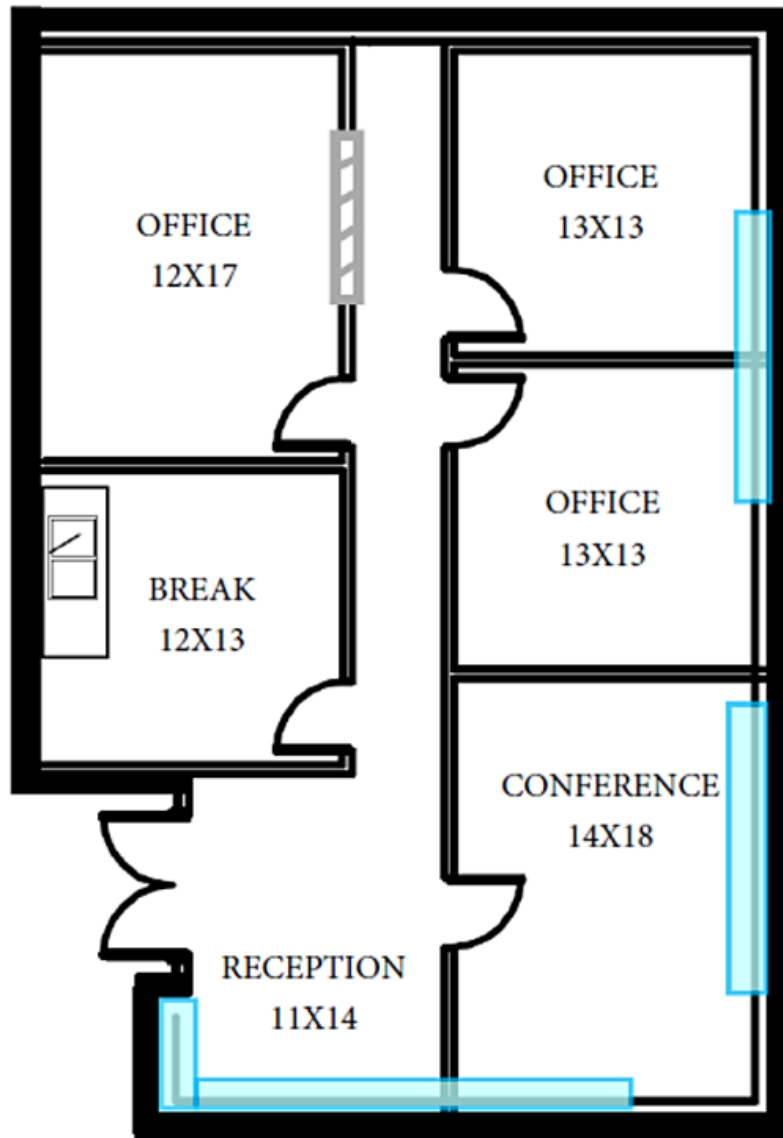 OFFICE
12X17
OFFICE
13X13
OFFICE
13X13
BREAK
12X13
CONFERENCE
14X18
RECEPTION
11X14